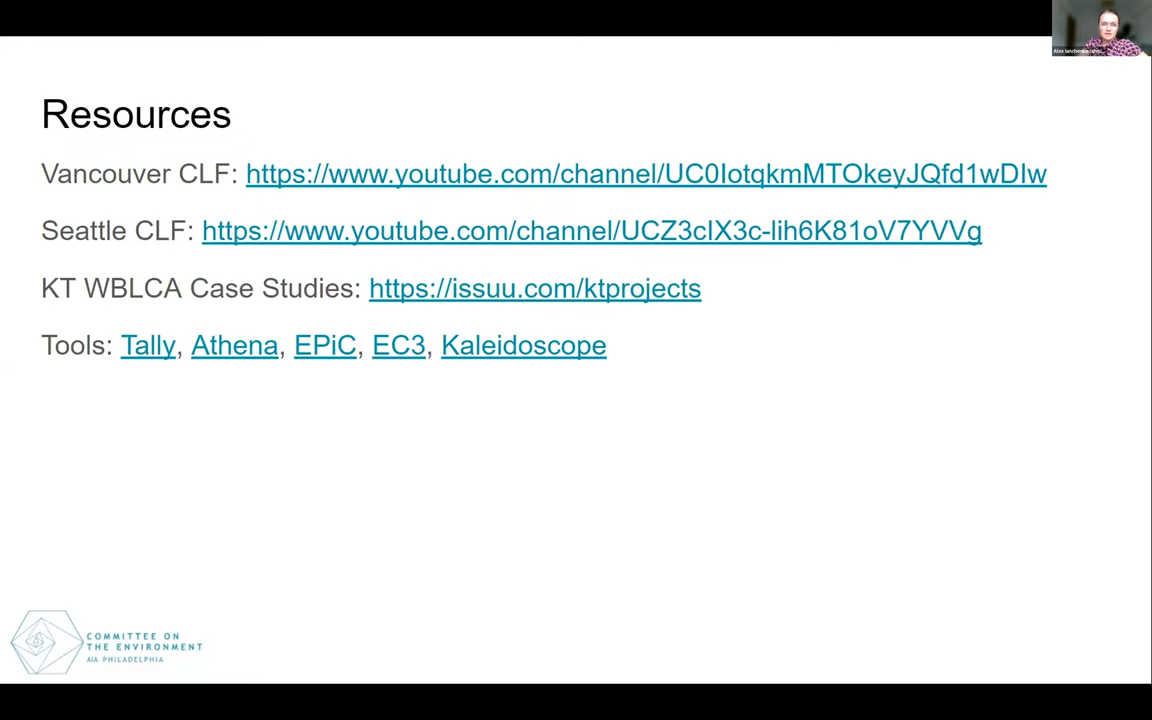 Resources
Vancouver CLF: https://www.youtube.com/channel/UC0IotqkmMTOkeyJQfd1wDIw
Seattle CLF: https://www.youtube.com/channel/UCZ3cIX3c-lih6K81oV7YVVg
KT WBLCA Case Studies: https://issuu.com/ktprojects
Tools: Tally, Athena, EPiC, EC3, Kaleidoscope
COMMITTEE ON
THE ENVIRONMENT
AIA PHILADELPHIA